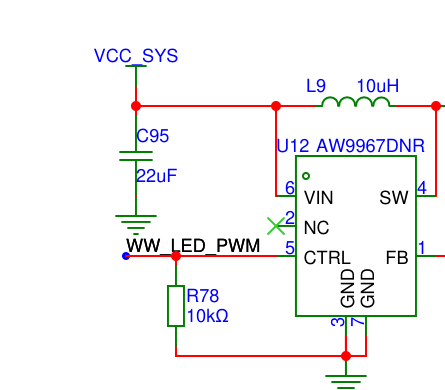 VCC_SYS
L9 10uH
C95
U12 AW9967DNR
22uF
6 VIN SW 4
2 NC
WW_LED_PWM
5 CTRL FB 1
GND
GND
R78
10kΩ
3 7